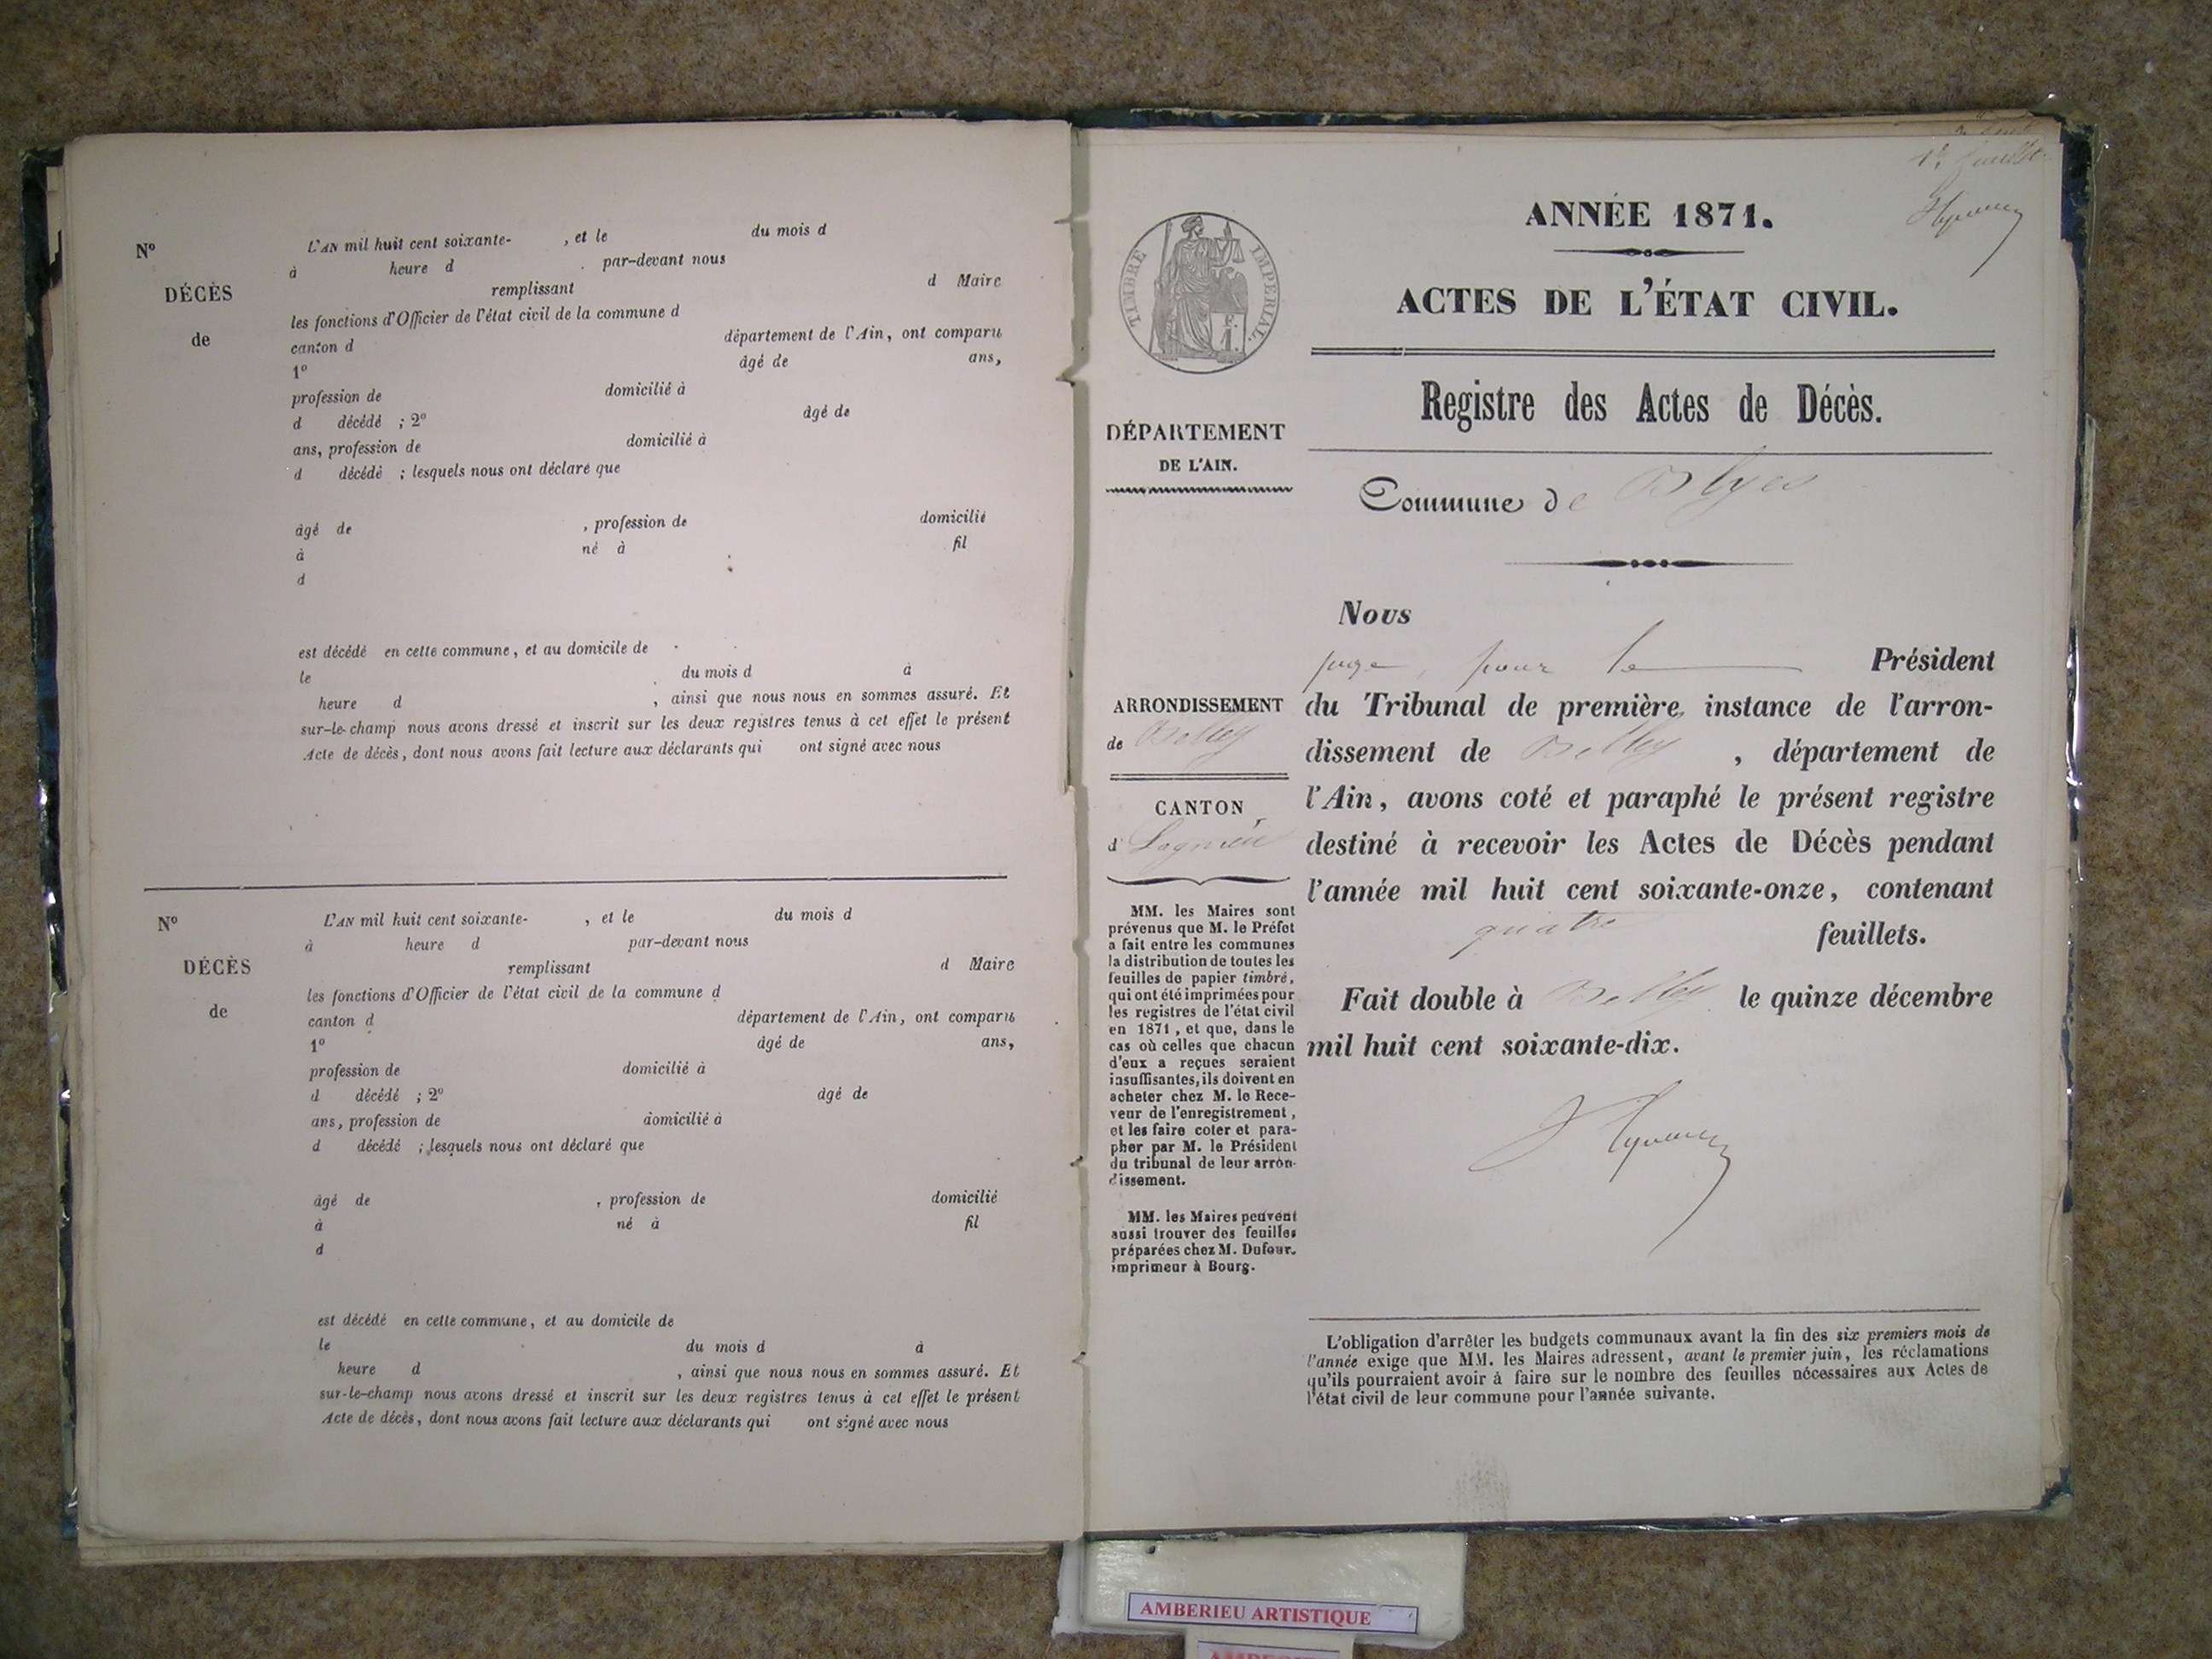 Nº
DÉCÈS
de
L'AN mil huit cent soixante- , et le du mois d
à heure d par-devant nous
remplissant d Maire
les fonctions d'Officier de l'état civil de la commune d
canton d département de l'Ain, ont comparu
1º âgé de ans,
profession de domicilié à
d décédé ; 2º âgé de
ans, profession de domicilié à
d décédé ; lesquels nous ont déclaré que
âgé de , profession de domicilié
à né à fil
d
est décédé en cette commune, et au domicile de
le du mois d à
heure d , ainsi que nous nous en sommes assuré. Et
sur-le-champ nous avons dressé et inscrit sur les deux registres tenus à cet effet le présent
Acte de décès, dont nous avons fait lecture aux déclarants qui ont signé avec nous
Nº
DÉCÈS
de
L'AN mil huit cent soixante- , et le du mois d
à heure d par-devant nous
remplissant d Maire
les fonctions d'Officier de l'état civil de la commune d
canton d département de l'Ain, ont comparu
1º âgé de ans,
profession de domicilié à
d décédé ; 2º âgé de
ans, profession de domicilié à
d décédé ; lesquels nous ont déclaré que
âgé de , profession de domicilié
à né à fil
d
est décédé en cette commune, et au domicile de
le du mois d à
heure d , ainsi que nous nous en sommes assuré. Et
sur-le-champ nous avons dressé et inscrit sur les deux registres tenus à cet effet le présent
Acte de décès, dont nous avons fait lecture aux déclarants qui ont signé avec nous
TIMBRE IMPÉRIAL
F.
1.
DÉPARTEMENT
DE L'AIN.
ARRONDISSEMENT
de Belley
CANTON
d Lagnieu
MM. les Maires sont
prévenus que M. le Préfet
a fait entre les communes
la distribution de toutes les
feuilles de papier timbré,
qui ont été imprimées pour
les registres de l'état civil
en 1871, et que, dans le
cas où celles que chacun
d'eux a reçues seraient
insuffisantes, ils doivent en
acheter chez M. le Rece-
veur de l'enregistrement,
et les faire coter et para-
pher par M. le Président
du tribunal de leur arron-
dissement.
MM. les Maires peuvent
aussi trouver des feuilles
préparées chez M. Dufour,
imprimeur à Bourg.
ANNÉE 1871.
ACTES DE L'ÉTAT CIVIL.
Registre des Actes de Décès.
Commune de Blyes
Nous
juge, pour le Président
du Tribunal de première instance de l'arron-
dissement de Belley , département de
l'Ain, avons coté et paraphé le présent registre
destiné à recevoir les Actes de Décès pendant
l'année mil huit cent soixante-onze, contenant
quatre feuillets.
Fait double à Belley le quinze décembre
mil huit cent soixante-dix.
L'obligation d'arrêter les budgets communaux avant la fin des six premiers mois de
l'année exige que MM. les Maires adressent, avant le premier juin, les réclamations
qu'ils pourraient avoir à faire sur le nombre des feuilles nécessaires aux Actes de
l'état civil de leur commune pour l'année suivante.
AMBERIEU ARTISTIQUE